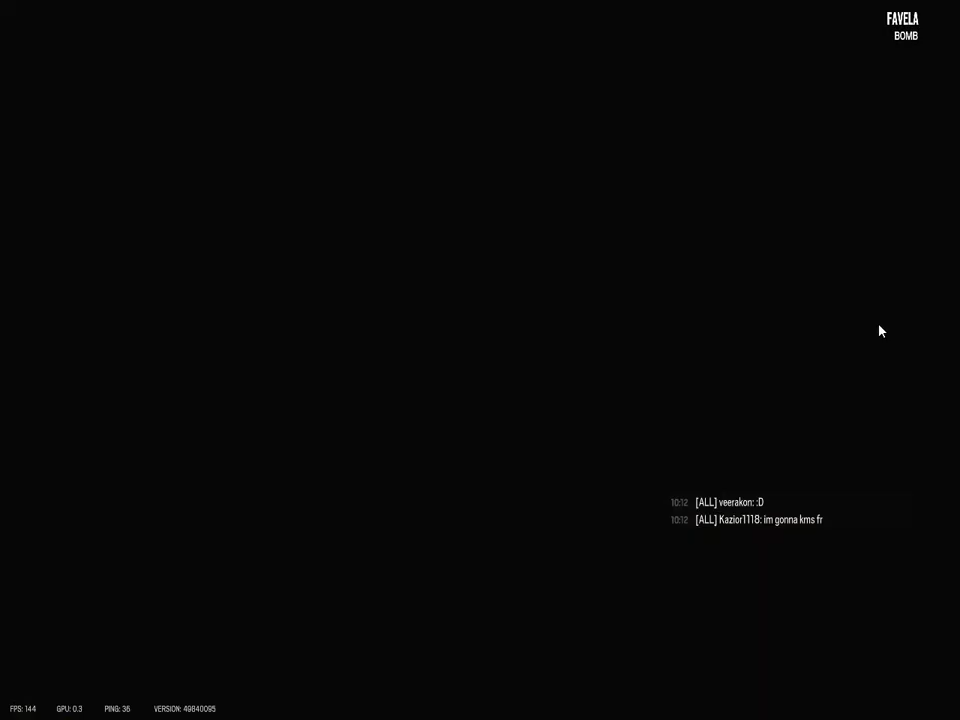 FAVELA
BOMB
10:12 [ALL] veerakon: :D
10:12 [ALL] Kazior1118: im gonna kms fr
FPS: 144 GPU: 0.3 PING: 36 VERSION: 49840095